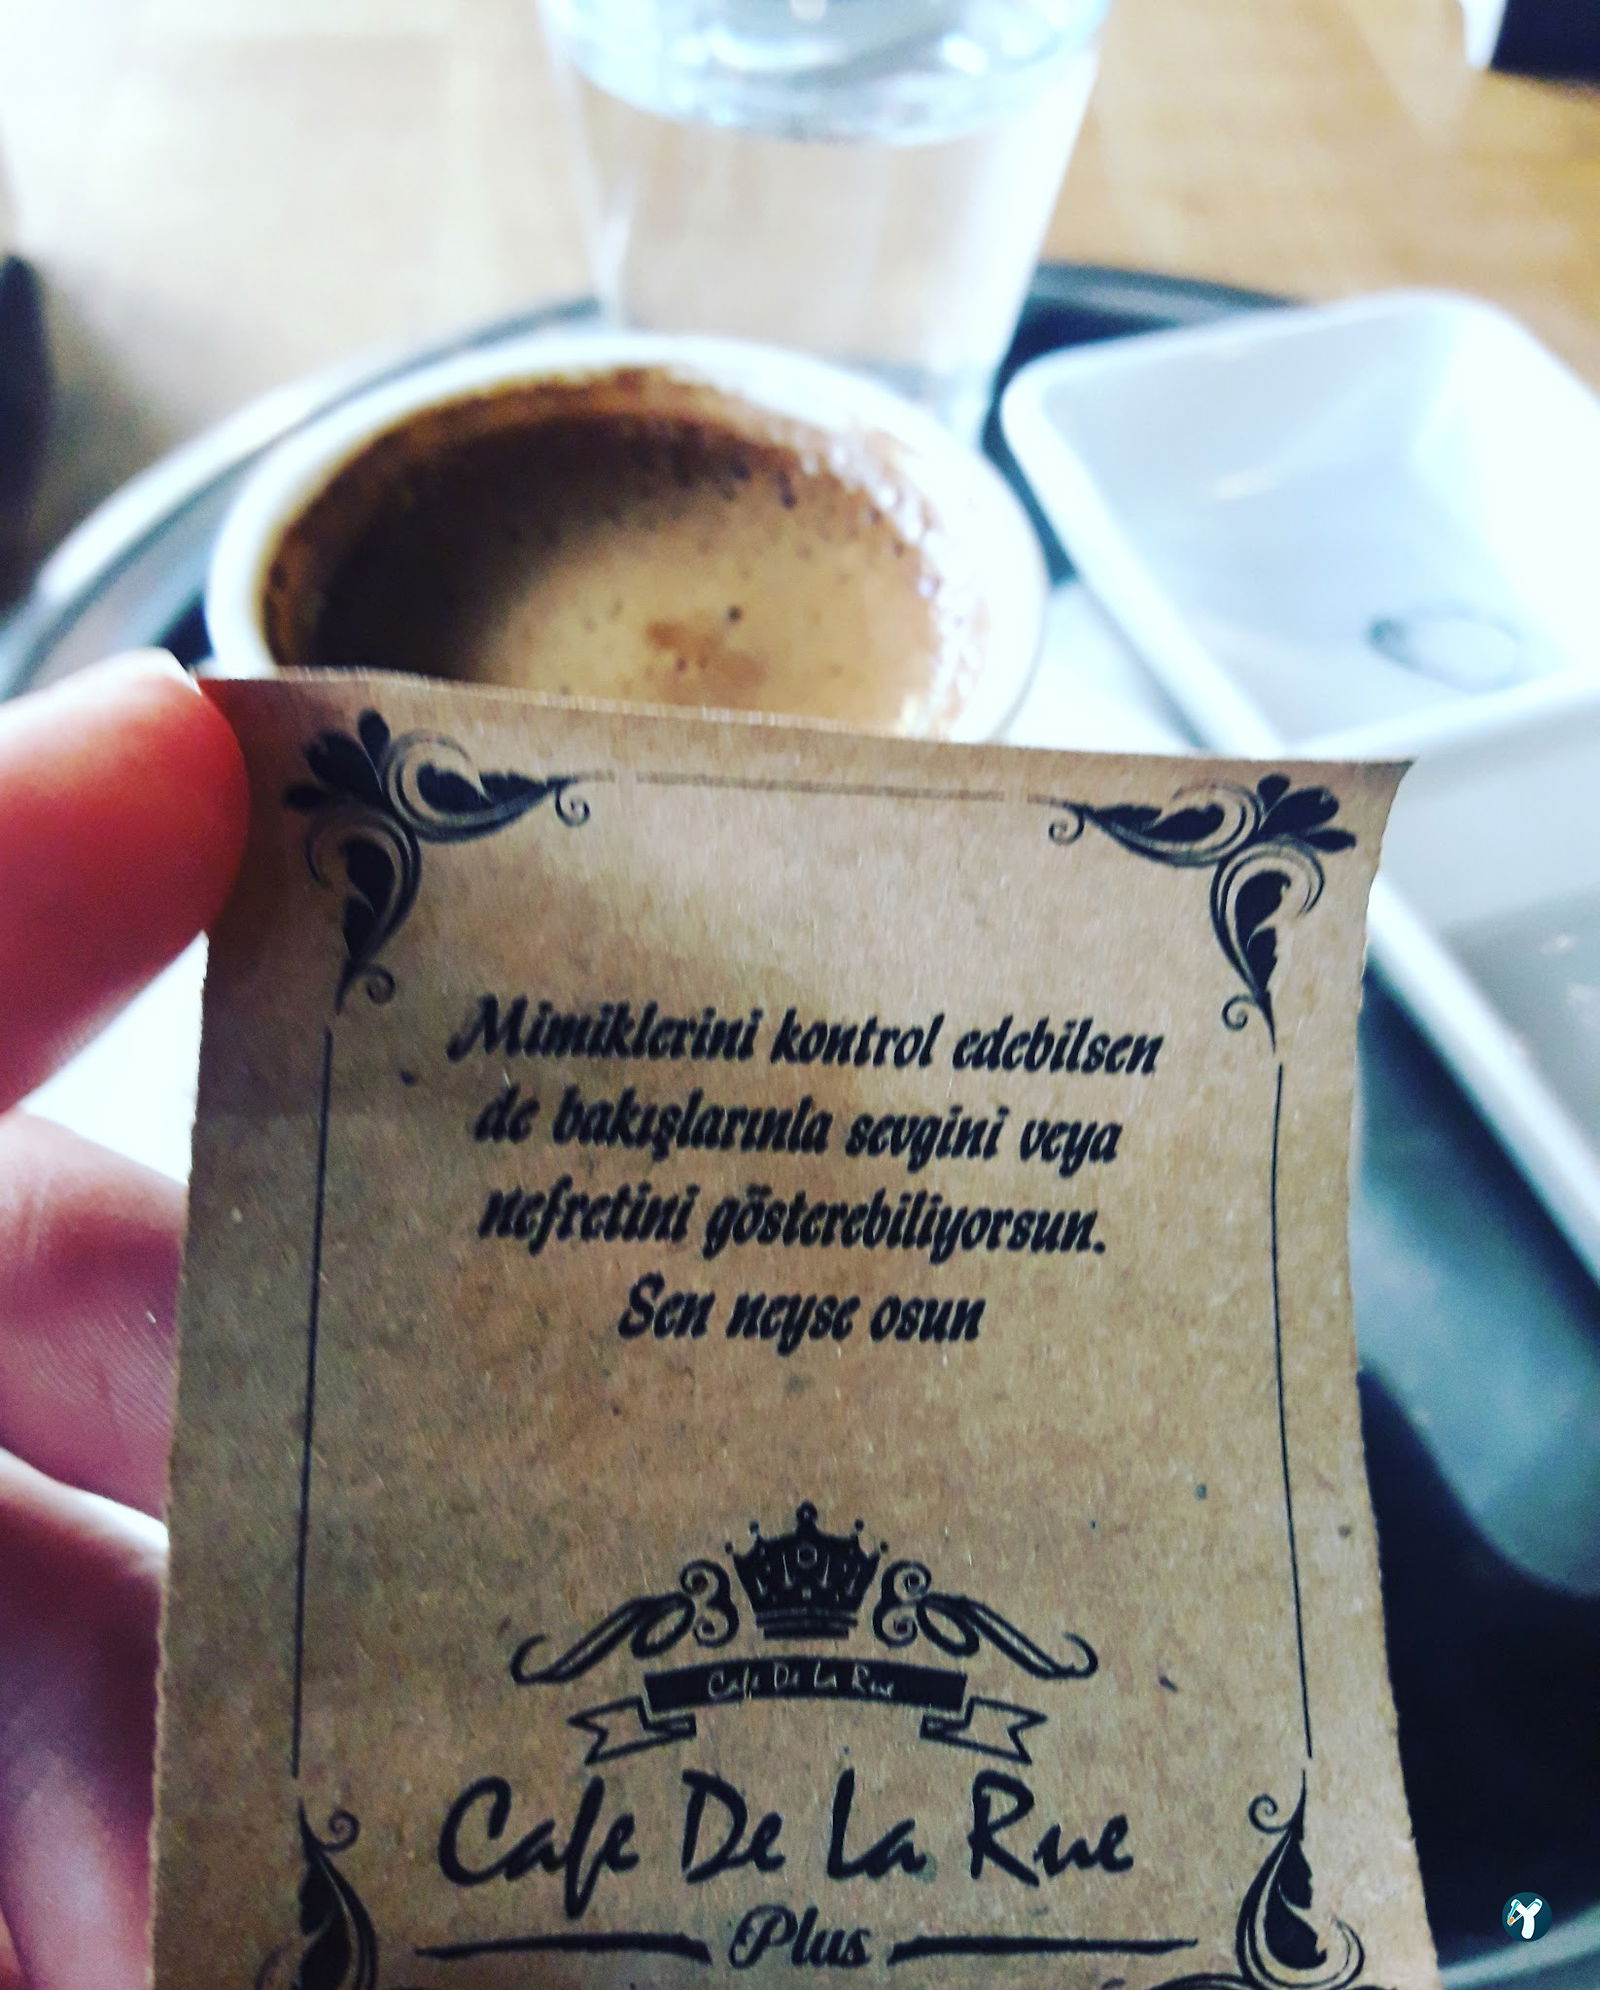 Mimiklerini kontrol edebilsen
de bakışlarınla sevgini veya
nefretini gösterebiliyorsun.
Sen neyse osun
Cafe De La Rue
Cafe De La Rue
Plus